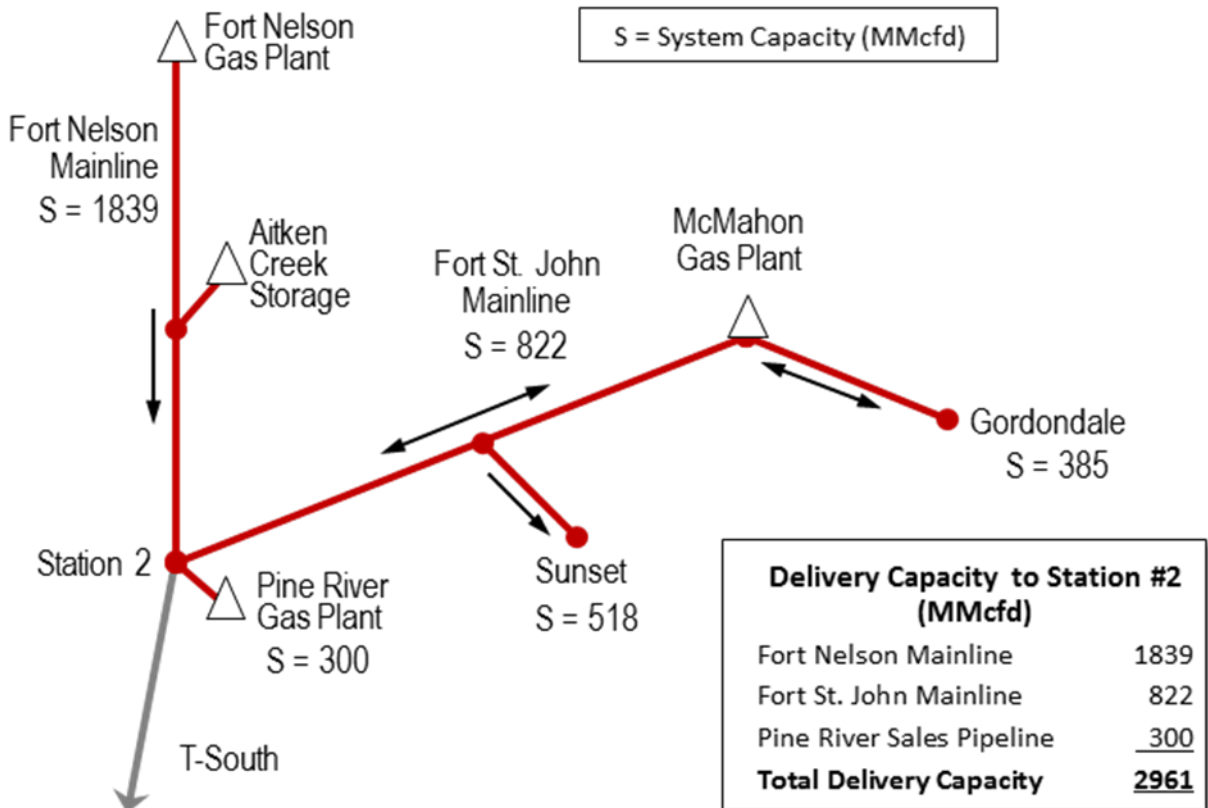 Fort Nelson
Gas Plant
S = System Capacity (MMcfd)
Fort Nelson
Mainline
S = 1839
Aitken
Creek
Storage
Fort St. John
Mainline
S = 822
McMahon
Gas Plant
Gordondale
S = 385
Station 2
Pine River
Gas Plant
S = 300
Sunset
S = 518
T-South
Delivery Capacity to Station #2
(MMcfd)
Fort Nelson Mainline 1839
Fort St. John Mainline 822
Pine River Sales Pipeline 300
Total Delivery Capacity 2961